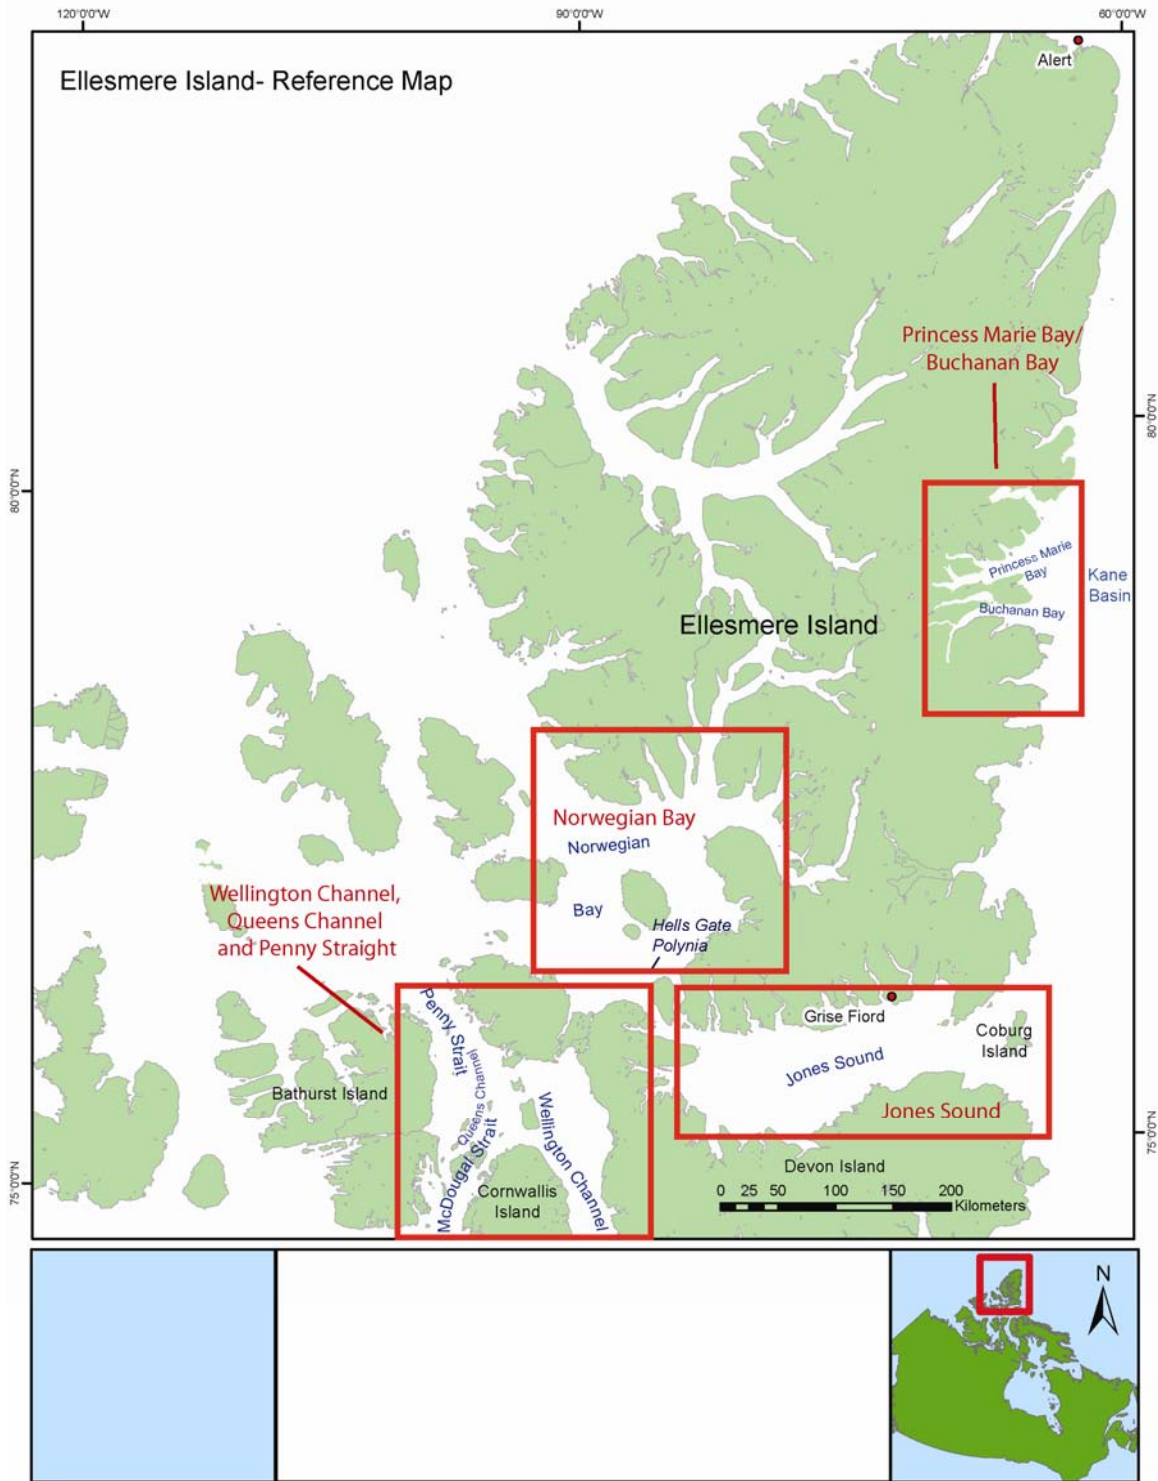 120°0'0"W
90°0'0"W
60°0'0"W
Ellesmere Island- Reference Map
Alert
Princess Marie Bay/
Buchanan Bay
80°0'0"N
80°0'0"N
Princess Marie
Bay
Kane
Basin
Buchanan Bay
Ellesmere Island
Norwegian Bay
Norwegian
Bay
Hells Gate
Polynia
Wellington Channel,
Queens Channel
and Penny Straight
Penny Strait
Queens Channel
McDougal Strait
Wellington Channel
Bathurst Island
Cornwallis
Island
Grise Fiord
Coburg
Island
Jones Sound
Jones Sound
Devon Island
75°0'0"N
75°0'0"N
0 25 50 100 150 200
Kilometers
N